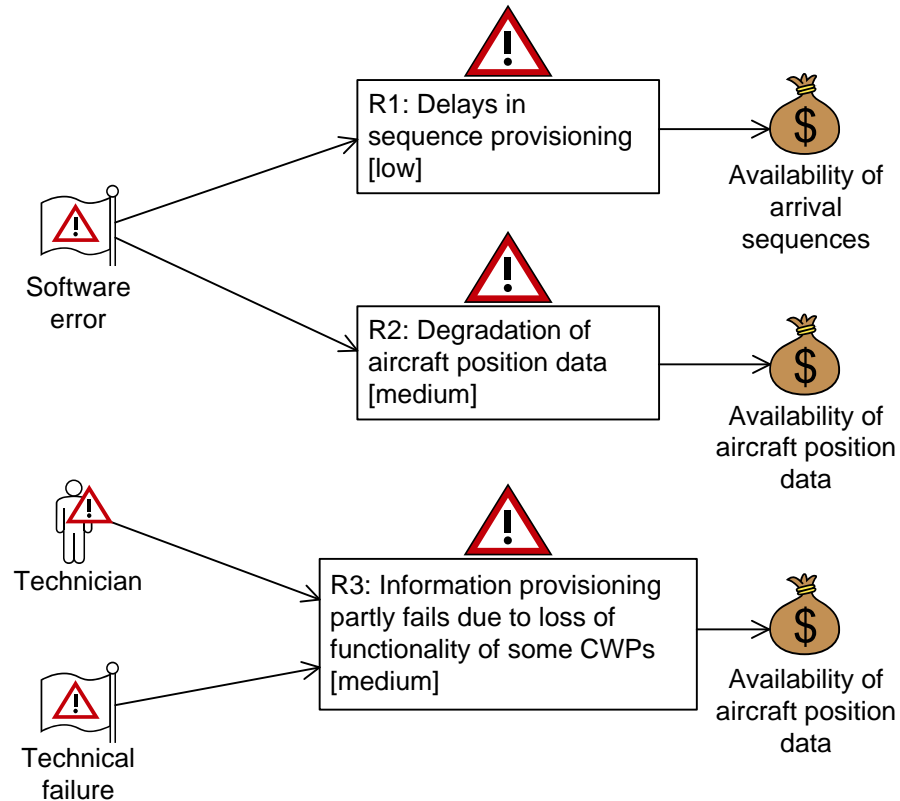 R1: Delays in
sequence provisioning
[low]
$
Availability of
arrival
sequences
Software
error
R2: Degradation of
aircraft position data
[medium]
$
Availability of
aircraft position
data
Technician
R3: Information provisioning
partly fails due to loss of
functionality of some CWPs
[medium]
$
Availability of
aircraft position
data
Technical
failure